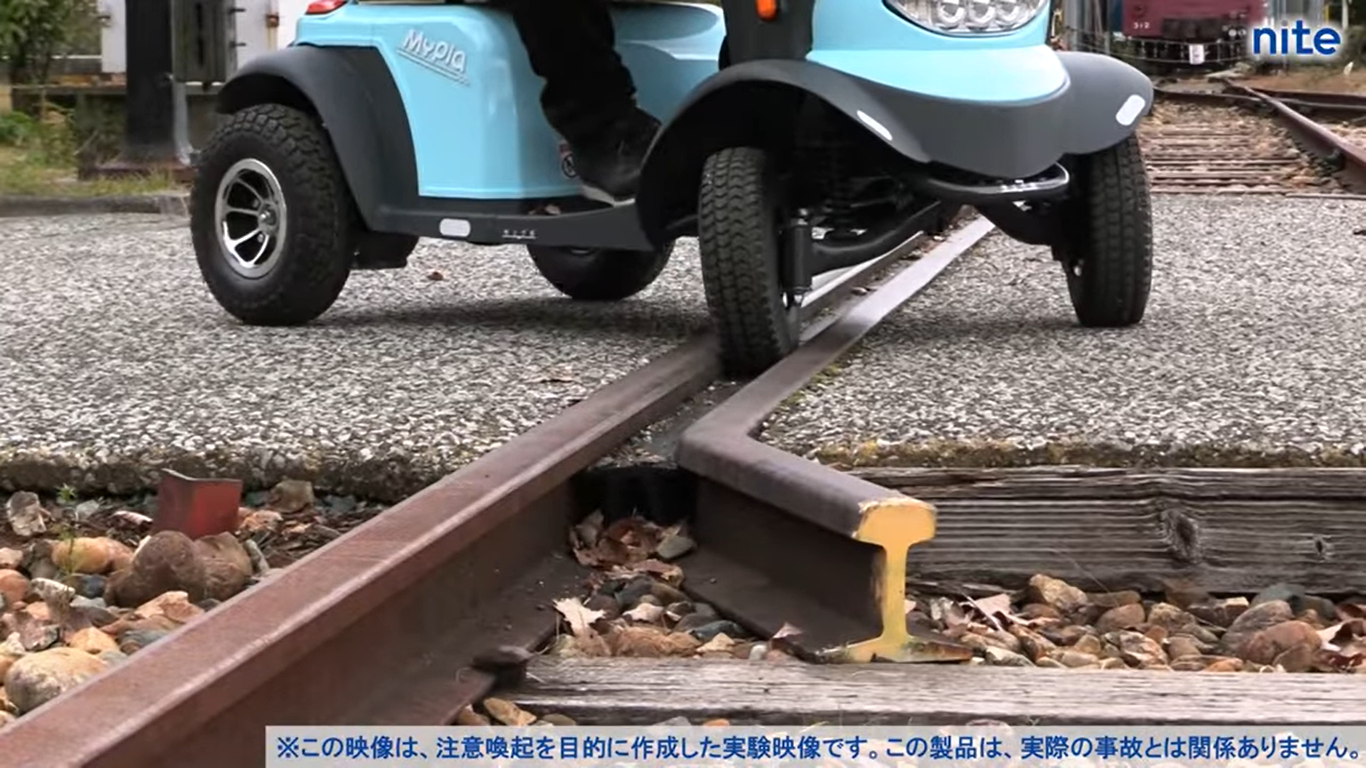 Mypia
nite
※この映像は、注意喚起を目的に作成した実験映像です。この製品は、実際の事故とは関係ありません。